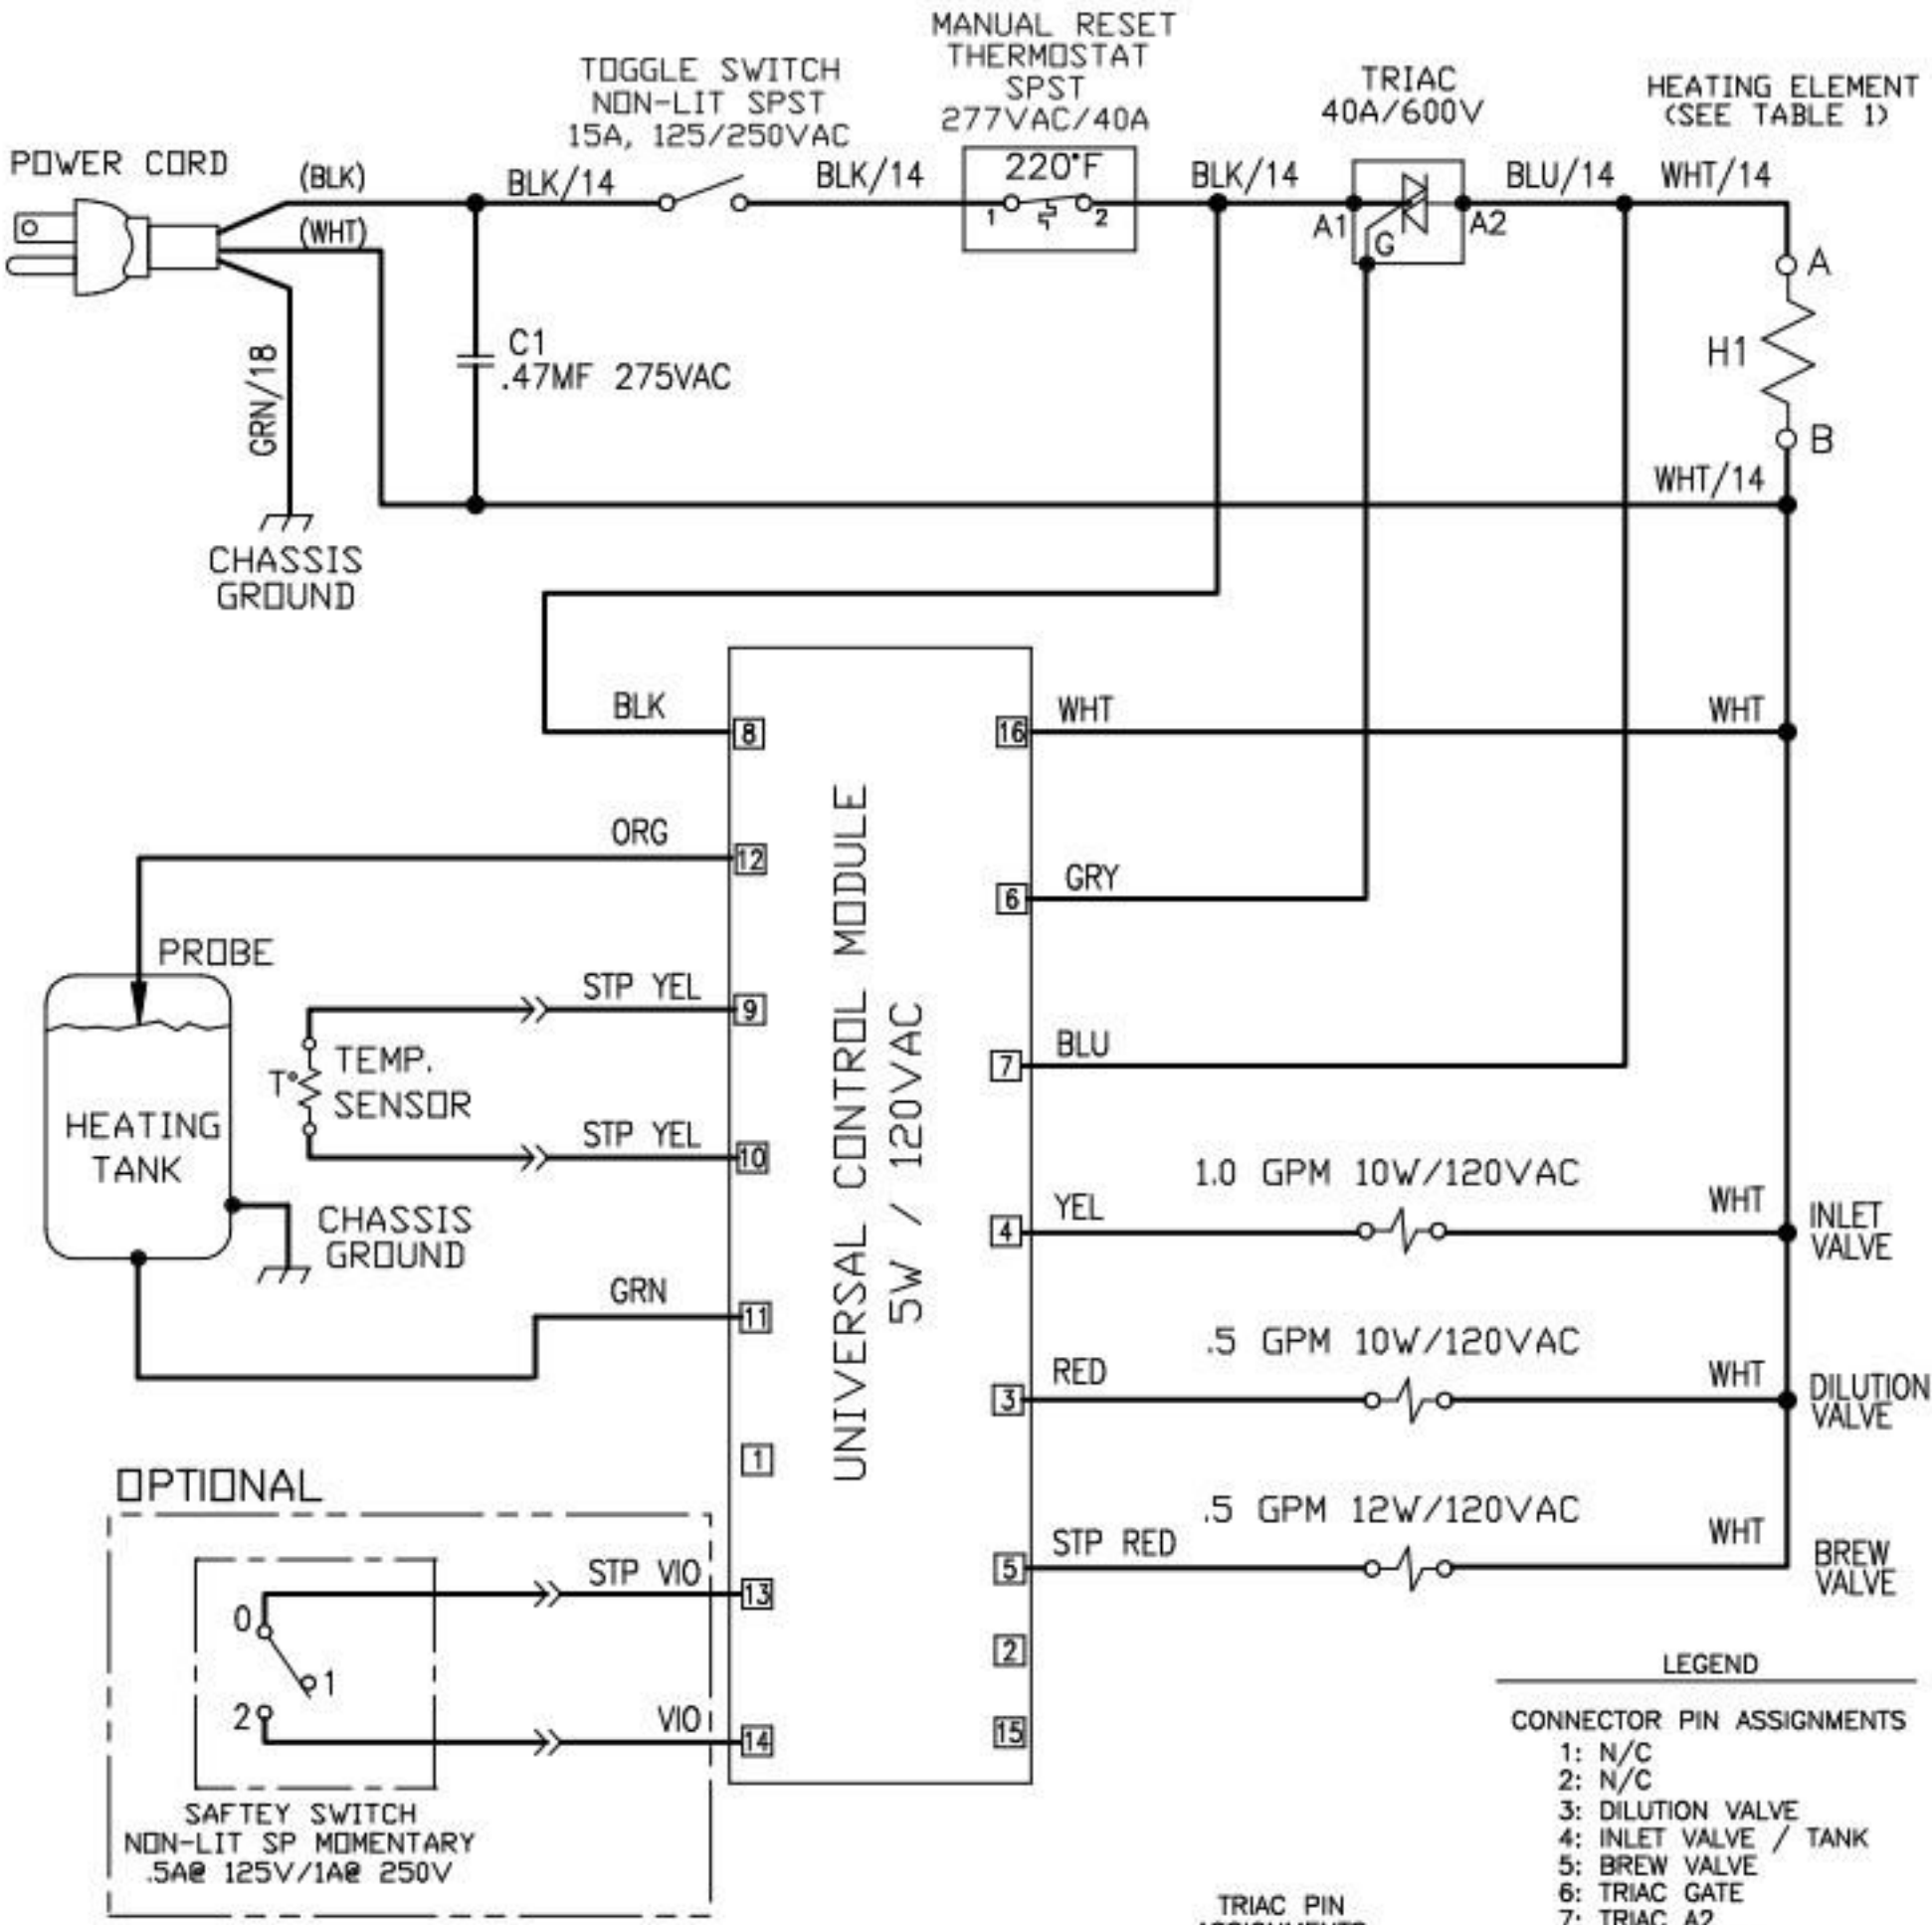 MANUAL RESET
THERMOSTAT
SPST
277VAC/40A
TOGGLE SWITCH
NON-LIT SPST
15A, 125/250VAC
TRIAC
40A/600V
HEATING ELEMENT
(SEE TABLE 1)
POWER CORD
(BLK)
BLK/14
BLK/14
220°F
1
2
BLK/14
A1
G
A2
BLU/14
WHT/14
(WHT)
A
H1
B
C1
.47MF 275VAC
GRN/18
WHT/14
CHASSIS
GROUND
BLK
8
16
WHT
WHT
ORG
12
6
GRY
PROBE
STP YEL
9
7
BLU
T°
TEMP.
SENSOR
HEATING
TANK
STP YEL
10
CHASSIS
GROUND
GRN
11
UNIVERSAL CONTROL MODULE
5W / 120VAC
1.0 GPM 10W/120VAC
4
YEL
WHT
INLET
VALVE
.5 GPM 10W/120VAC
3
RED
WHT
DILUTION
VALVE
1
.5 GPM 12W/120VAC
5
STP RED
WHT
BREW
VALVE
2
15
OPTIONAL
STP VIO
13
0
1
2
VIO
14
SAFTEY SWITCH
NON-LIT SP MOMENTARY
.5A@ 125V/1A@ 250V
LEGEND
CONNECTOR PIN ASSIGNMENTS
1: N/C
2: N/C
3: DILUTION VALVE
4: INLET VALVE / TANK
5: BREW VALVE
6: TRIAC GATE
7: TRIAC A2
TRIAC PIN
ASSIGNMENTS